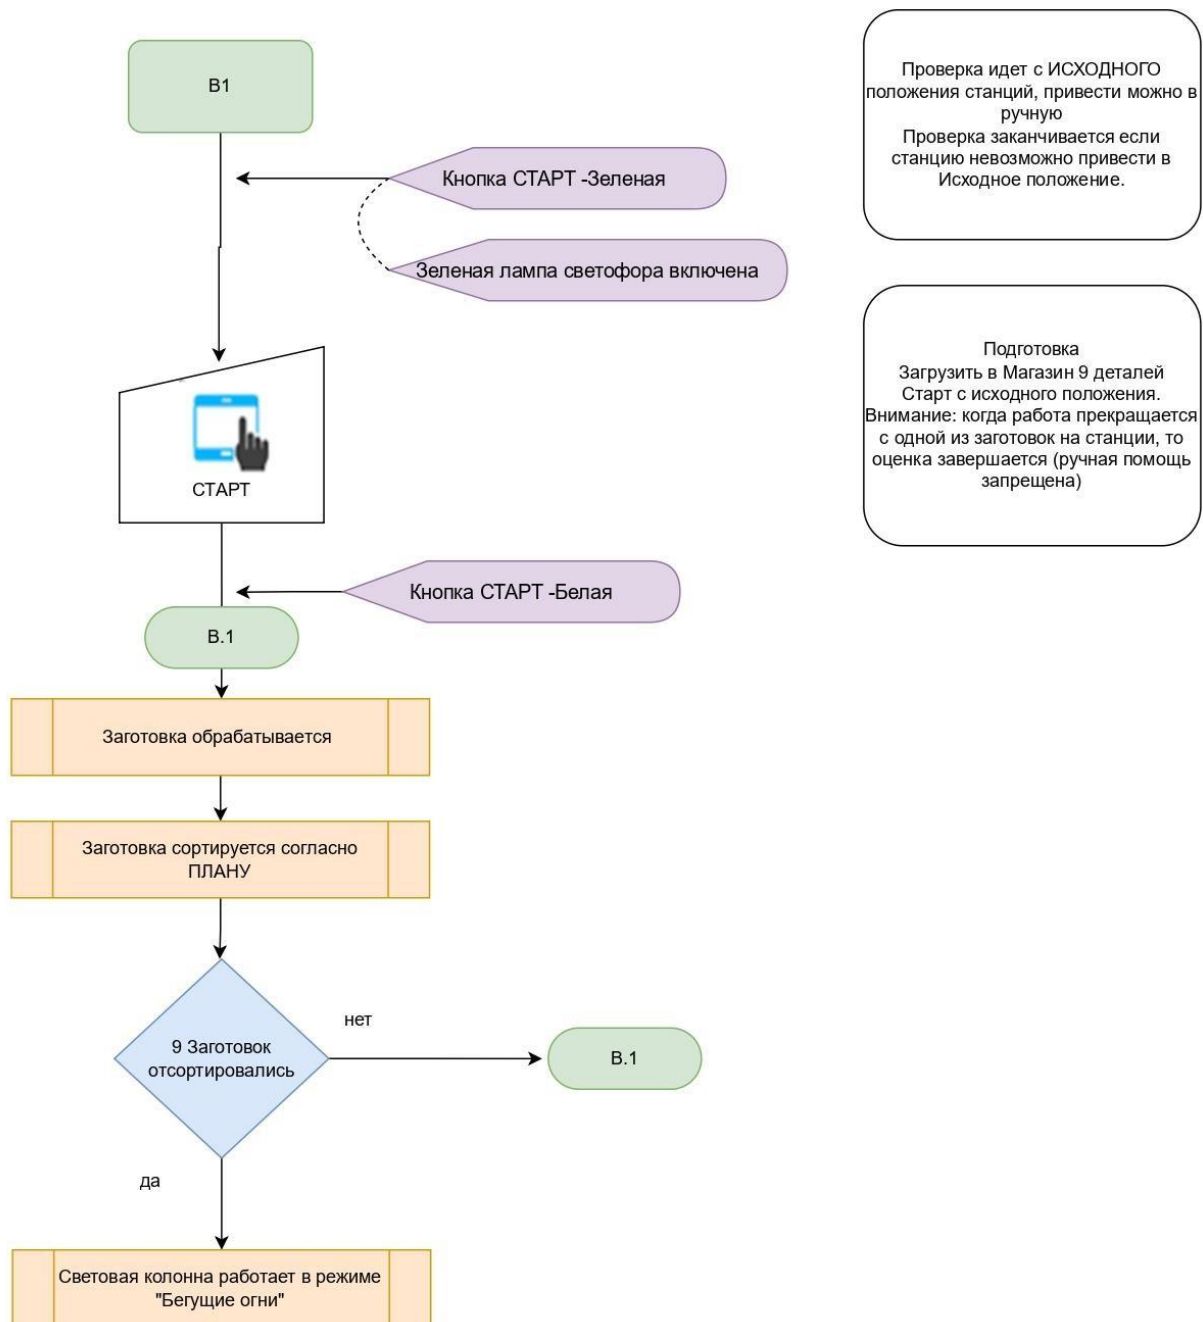 В1
Проверка идет с ИСХОДНОГО
положения станций, привести можно в
ручную
Проверка заканчивается если
станцию невозможно привести в
Исходное положение.
Кнопка СТАРТ -Зеленая
Зеленая лампа светофора включена
Подготовка
Загрузить в Магазин 9 деталей
Старт с исходного положения.
Внимание: когда работа прекращается
с одной из заготовок на станции, то
оценка завершается (ручная помощь
запрещена)
СТАРТ
Кнопка СТАРТ -Белая
В.1
Заготовка обрабатывается
Заготовка сортируется согласно
ПЛАНУ
9 Заготовок
отсортировались
нет
В.1
да
Световая колонна работает в режиме
"Бегущие огни"